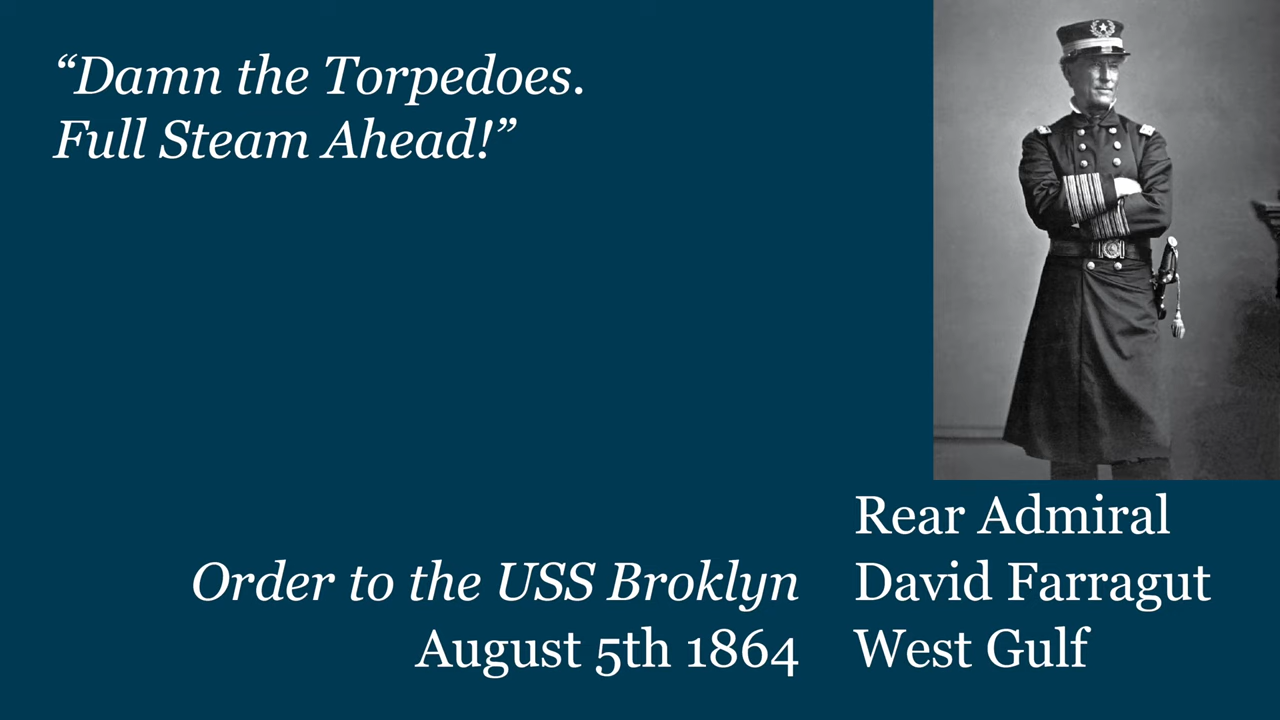 “Damn the Torpedoes.
Full Steam Ahead!”
Order to the USS Broklyn
August 5th 1864
Rear Admiral
David Farragut
West Gulf